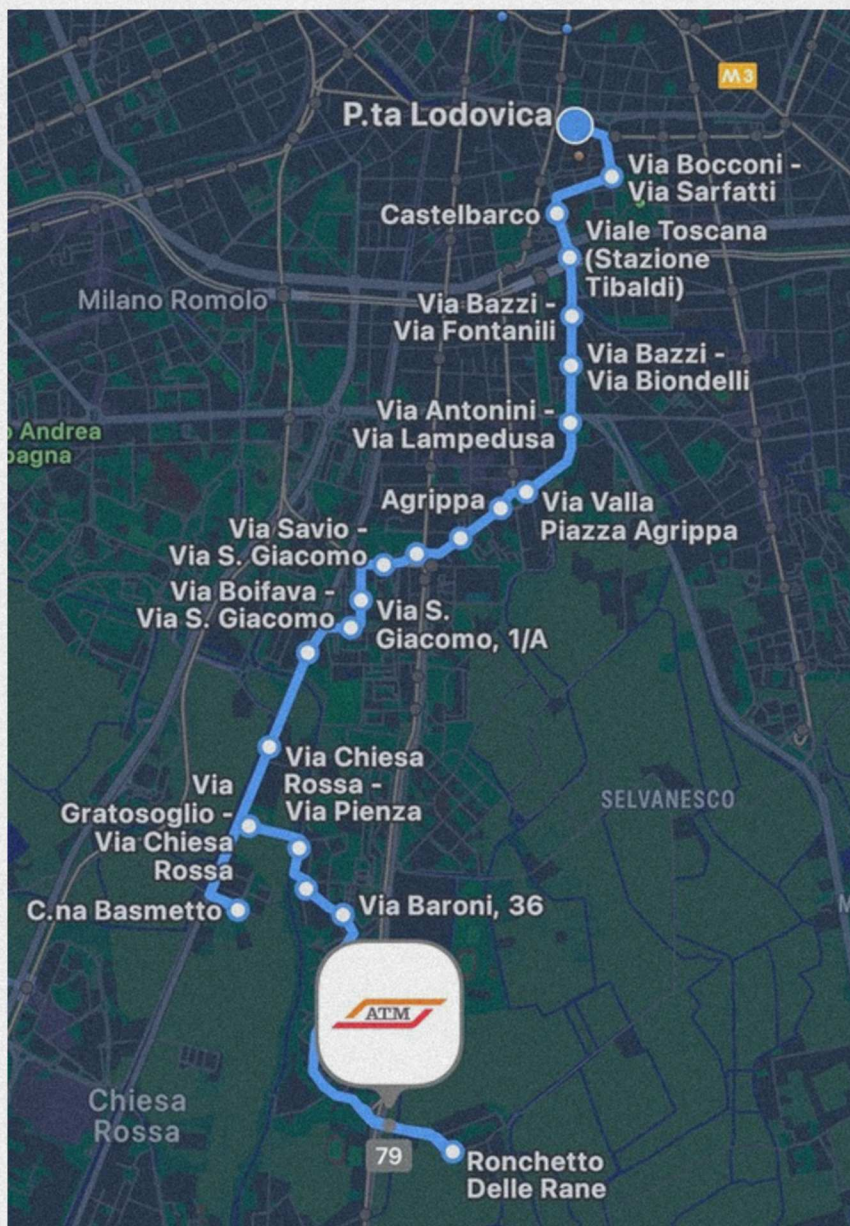 M3
P.ta Lodovica
Via Bocconi -
Via Sarfatti
Castelbarco
Viale Toscana
(Stazione
Tibaldi)
Milano Romolo
Via Bazzi -
Via Fontanili
Via Bazzi -
Via Biondelli
Via Antonini -
Via Lampedusa
Andrea
pagna
Agrippa
Via Valla
Piazza Agrippa
Via Savio -
Via S. Giacomo
Via Boifava -
Via S. Giacomo
Via S.
Giacomo, 1/A
Via Chiesa
Rossa -
Via Pienza
Via
Gratosoglio -
Via Chiesa
Rossa
SELVANESCO
C.na Basmetto
Via Baroni, 36
M
ATM
Chiesa
Rossa
79
Ronchetto
Delle Rane